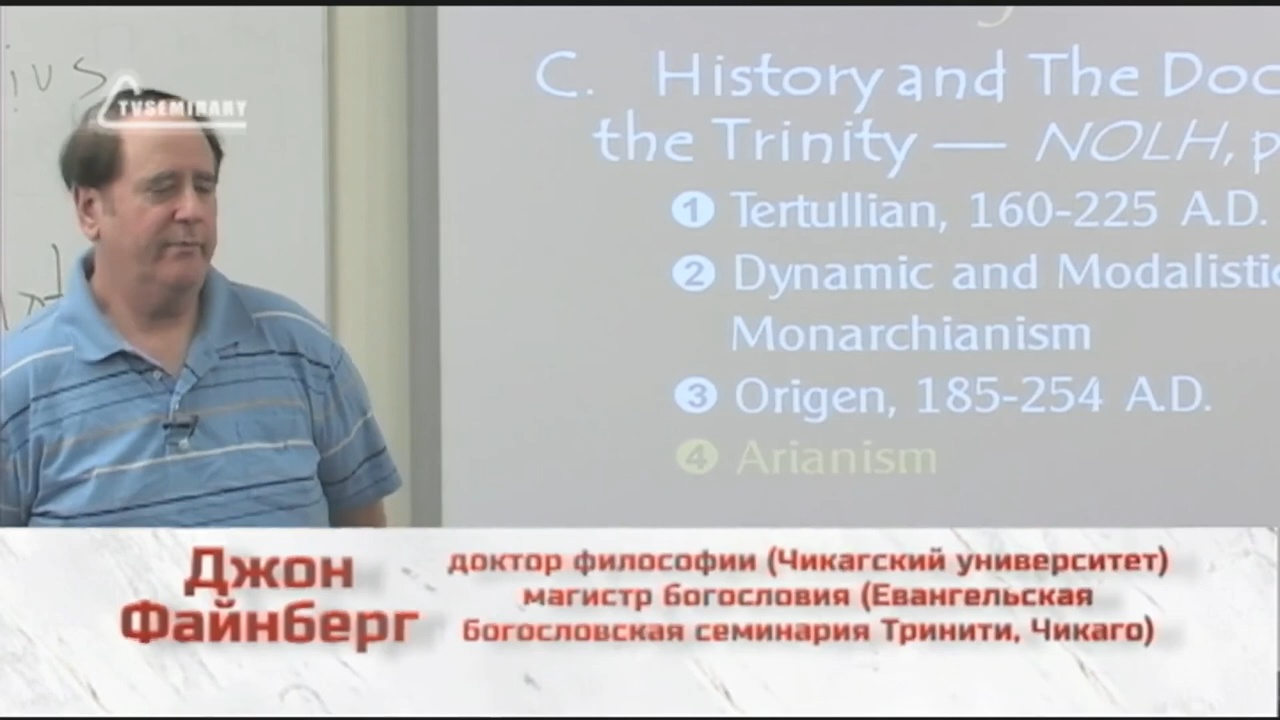 TVSEMINARY
C. History and The Doc
the Trinity — NOLH, p
1 Tertullian, 160-225 A.D.
2 Dynamic and Modalistic
Monarchianism
3 Origen, 185-254 A.D.
4 Arianism
Джон
Файнберг
доктор философии (Чикагский университет)
магистр богословия (Евангельская
богословская семинария Тринити, Чикаго)